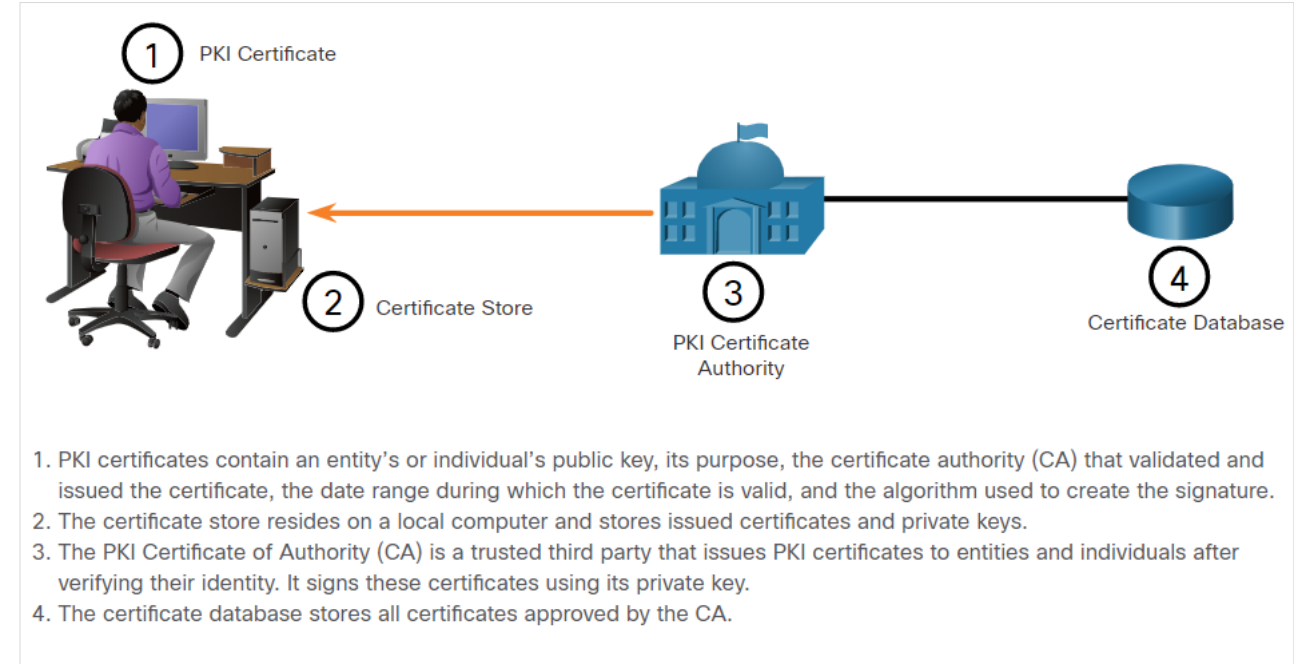 1
PKI Certificate
2
Certificate Store
3
PKI Certificate
Authority
4
Certificate Database
1. PKI certificates contain an entity’s or individual’s public key, its purpose, the certificate authority (CA) that validated and
issued the certificate, the date range during which the certificate is valid, and the algorithm used to create the signature.
2. The certificate store resides on a local computer and stores issued certificates and private keys.
3. The PKI Certificate of Authority (CA) is a trusted third party that issues PKI certificates to entities and individuals after
verifying their identity. It signs these certificates using its private key.
4. The certificate database stores all certificates approved by the CA.